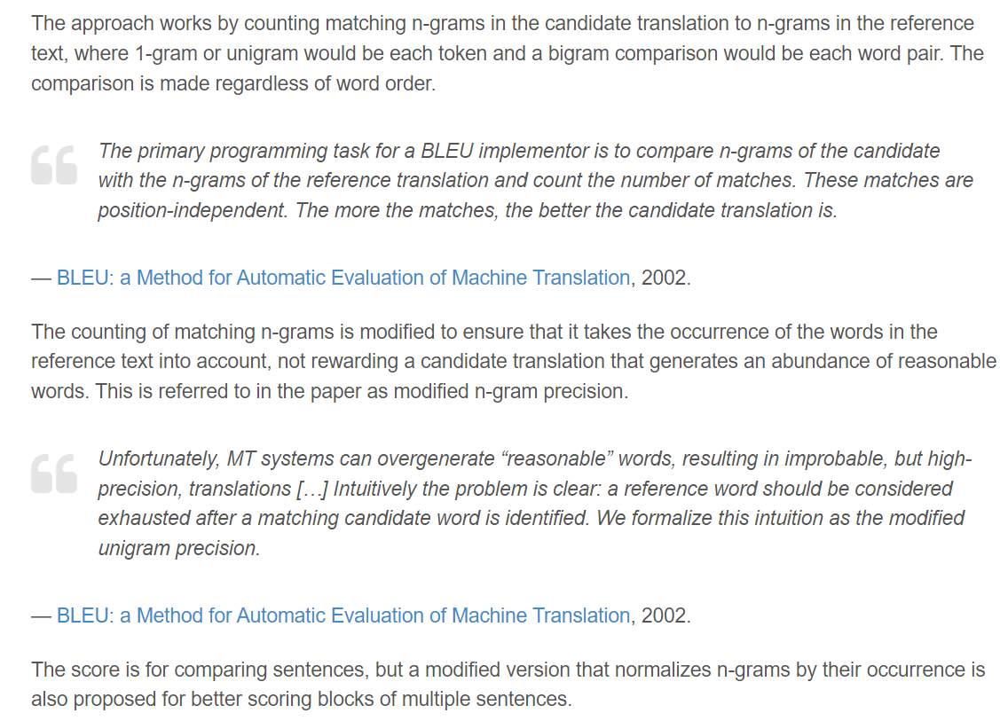 The approach works by counting matching n-grams in the candidate translation to n-grams in the reference
text, where 1-gram or unigram would be each token and a bigram comparison would be each word pair. The
comparison is made regardless of word order.
The primary programming task for a BLEU implementor is to compare n-grams of the candidate
with the n-grams of the reference translation and count the number of matches. These matches are
position-independent. The more the matches, the better the candidate translation is.
— BLEU: a Method for Automatic Evaluation of Machine Translation, 2002.
The counting of matching n-grams is modified to ensure that it takes the occurrence of the words in the
reference text into account, not rewarding a candidate translation that generates an abundance of reasonable
words. This is referred to in the paper as modified n-gram precision.
Unfortunately, MT systems can overgenerate “reasonable” words, resulting in improbable, but high-
precision, translations […] Intuitively the problem is clear: a reference word should be considered
exhausted after a matching candidate word is identified. We formalize this intuition as the modified
unigram precision.
— BLEU: a Method for Automatic Evaluation of Machine Translation, 2002.
The score is for comparing sentences, but a modified version that normalizes n-grams by their occurrence is
also proposed for better scoring blocks of multiple sentences.